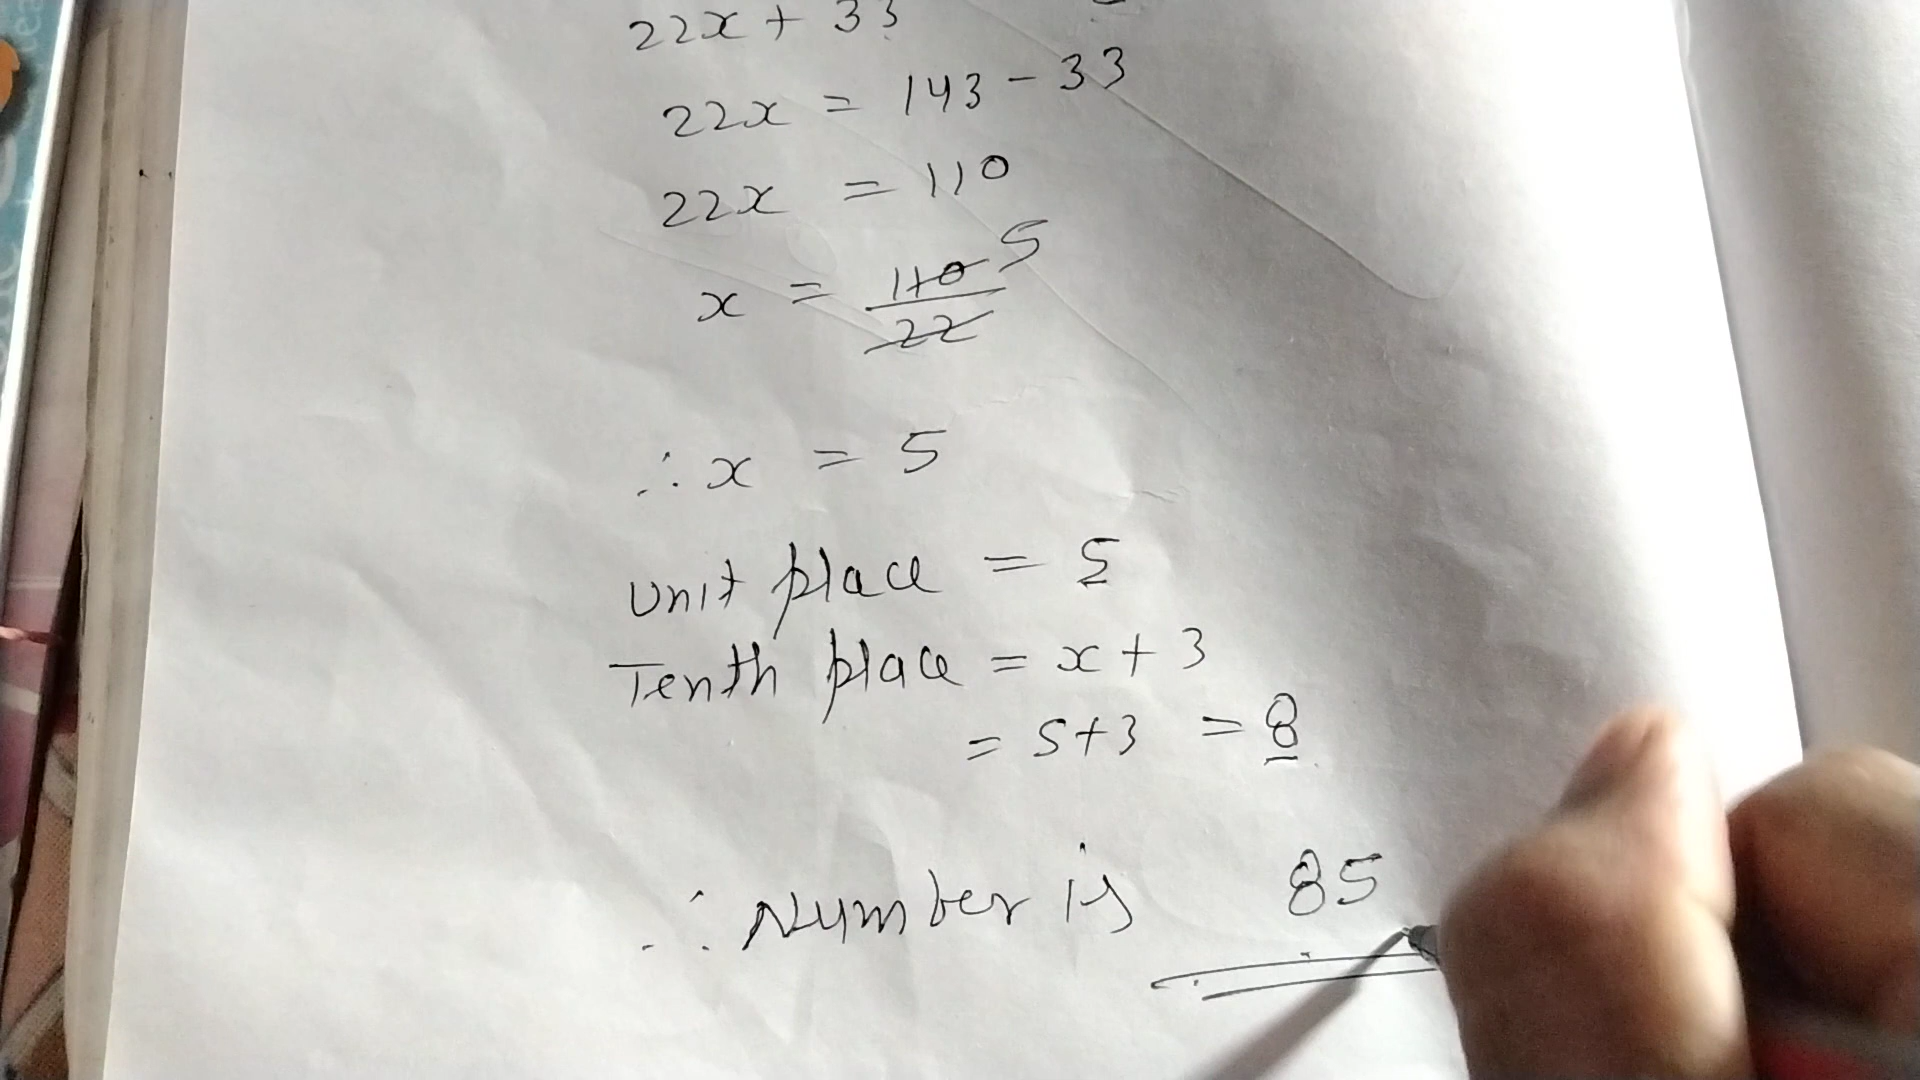 22x + 33
22x = 143 - 33
22x = 110
x = 110/22 5
∴ x = 5
Unit place = 5
Tenth place = x + 3
= 5+3 = 8
∴ Number is 85